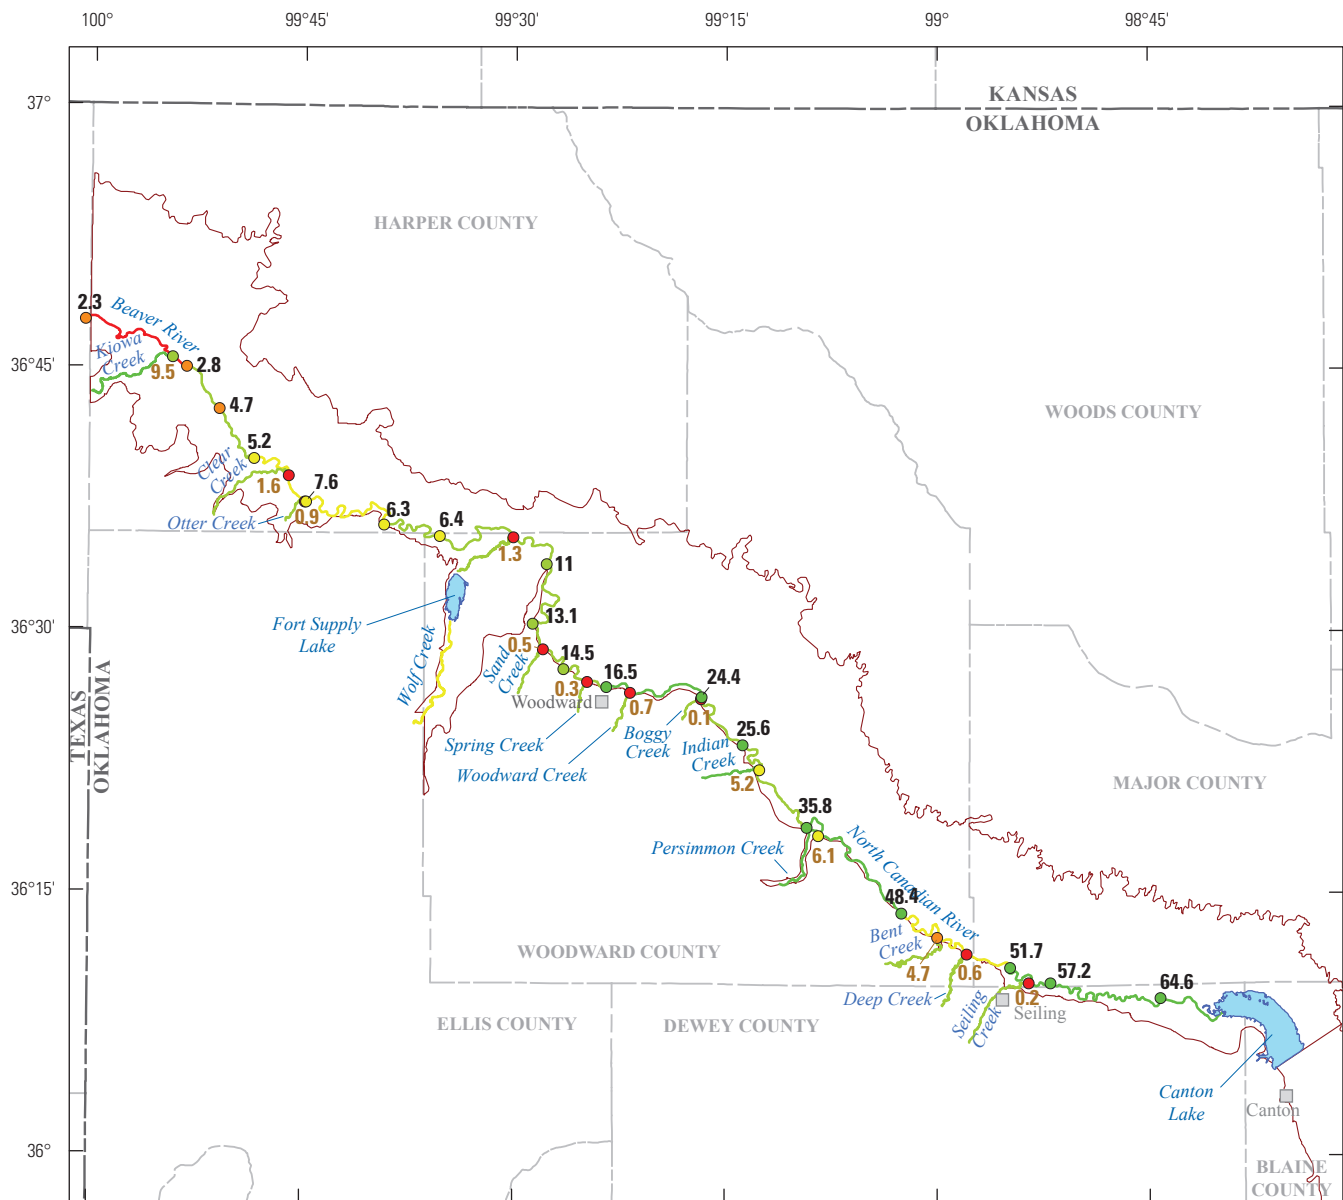 100°
99°45'
99°30'
99°15'
99°
98°45'
37°
KANSAS
OKLAHOMA
HARPER COUNTY
2.3
Beaver River
Kiowa
Creek
9.5
2.8
36°45'
4.7
WOODS COUNTY
5.2
Clear
Creek
1.6
7.6
Otter Creek
0.9
6.3
6.4
1.3
11
Fort Supply
Lake
13.1
36°30'
0.5
Wolf Creek
Sand
Creek
14.5
0.3
16.5
24.4
TEXAS
OKLAHOMA
Woodward
0.7
0.1
Spring Creek
Boggy
Creek
25.6
Indian
Creek
Woodward Creek
5.2
MAJOR COUNTY
35.8
Persimmon Creek
6.1
North Canadian River
36°15'
48.4
Bent
Creek
4.7
WOODWARD COUNTY
0.6
51.7
57.2
64.6
Deep Creek
0.2
Seiling
Creek
Seiling
ELLIS COUNTY
DEWEY COUNTY
Canton
Lake
Canton
36°
BLAINE
COUNTY